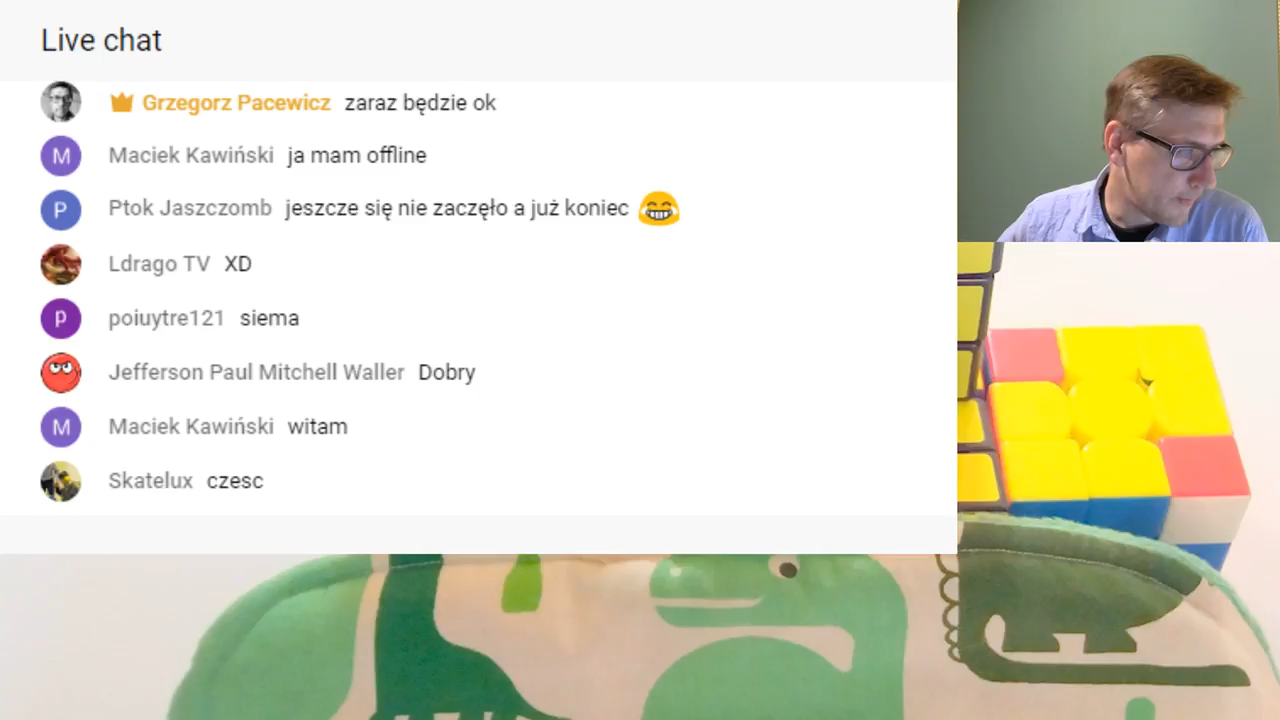 Live chat
Grzegorz Pacewicz zaraz będzie ok
M Maciek Kawiński ja mam offline
P Ptok Jaszczomb jeszcze się nie zaczęło a już koniec 😂
Ldrago TV XD
p poiuytre121 siema
Jefferson Paul Mitchell Waller Dobry
M Maciek Kawiński witam
Skatelux czesc